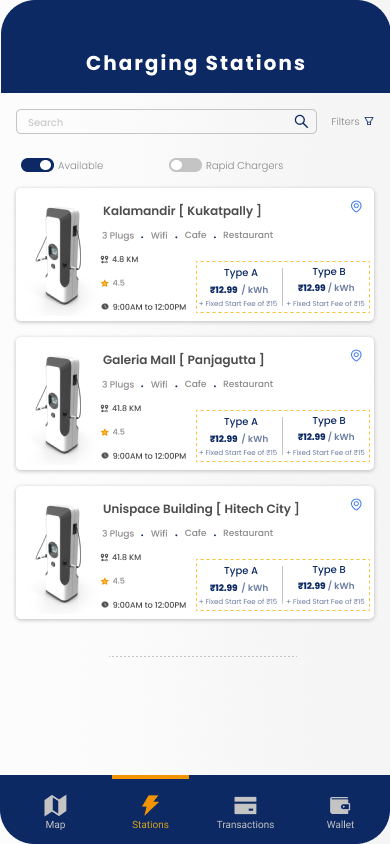 Charging Stations
Search
Filters
Available
Rapid Chargers
Kalamandir [ Kukatpally ]
3 Plugs . Wifi . Cafe . Restaurant
4.8 KM
4.5
9:00AM to 12:00PM
Type A
₹12.99 / kWh
+ Fixed Start Fee of ₹15
Type B
₹12.99 / kWh
+ Fixed Start Fee of ₹15
Galeria Mall [ Panjagutta ]
3 Plugs . Wifi . Cafe . Restaurant
41.8 KM
4.5
9:00AM to 12:00PM
Type A
₹12.99 / kWh
+ Fixed Start Fee of ₹15
Type B
₹12.99 / kWh
+ Fixed Start Fee of ₹15
Unispace Building [ Hitech City ]
3 Plugs . Wifi . Cafe . Restaurant
41.8 KM
4.5
9:00AM to 12:00PM
Type A
₹12.99 / kWh
+ Fixed Start Fee of ₹15
Type B
₹12.99 / kWh
+ Fixed Start Fee of ₹15
Map
Stations
Transactions
Wallet